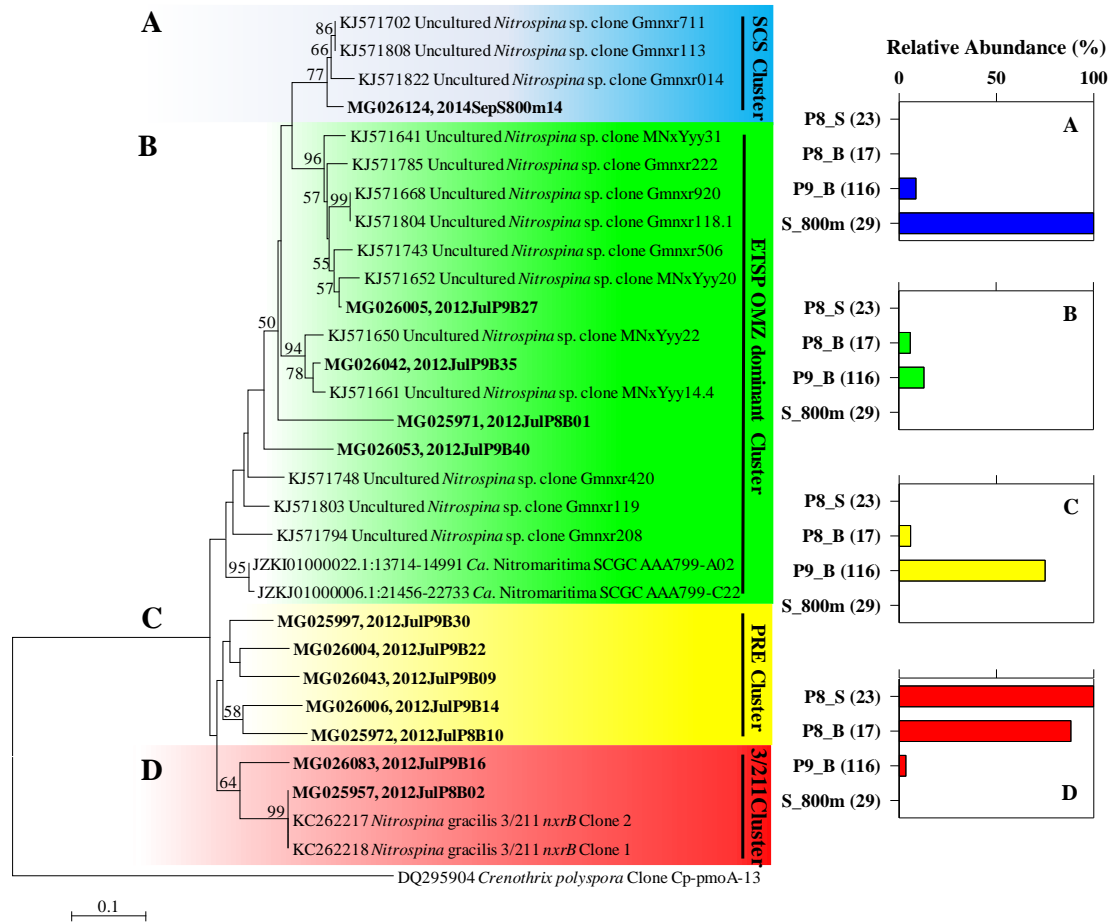 A
86
KJ571702 Uncultured Nitrospina sp. clone Gmnxr711
66
KJ571808 Uncultured Nitrospina sp. clone Gmnxr113
77
KJ571822 Uncultured Nitrospina sp. clone Gmnxr014
MG026124, 2014SepS800m14
SCS Cluster
B
KJ571641 Uncultured Nitrospina sp. clone MNxYyy31
96
KJ571785 Uncultured Nitrospina sp. clone Gmnxr222
57
99
KJ571668 Uncultured Nitrospina sp. clone Gmnxr920
KJ571804 Uncultured Nitrospina sp. clone Gmnxr118.1
KJ571743 Uncultured Nitrospina sp. clone Gmnxr506
55
KJ571652 Uncultured Nitrospina sp. clone MNxYyy20
57
MG026005, 2012JulP9B27
50
KJ571650 Uncultured Nitrospina sp. clone MNxYyy22
94
MG026042, 2012JulP9B35
78
KJ571661 Uncultured Nitrospina sp. clone MNxYyy14.4
MG025971, 2012JulP8B01
MG026053, 2012JulP9B40
KJ571748 Uncultured Nitrospina sp. clone Gmnxr420
KJ571803 Uncultured Nitrospina sp. clone Gmnxr119
KJ571794 Uncultured Nitrospina sp. clone Gmnxr208
95
JZKI01000022.1:13714-14991 Ca. Nitromaritima SCGC AAA799-A02
JZKJ01000006.1:21456-22733 Ca. Nitromaritima SCGC AAA799-C22
ETSP OMZ dominant Cluster
C
MG025997, 2012JulP9B30
MG026004, 2012JulP9B22
MG026043, 2012JulP9B09
MG026006, 2012JulP9B14
58
MG025972, 2012JulP8B10
PRE Cluster
D
MG026083, 2012JulP9B16
64
MG025957, 2012JulP8B02
99
KC262217 Nitrospina gracilis 3/211 nxrB Clone 2
KC262218 Nitrospina gracilis 3/211 nxrB Clone 1
3/211Cluster
DQ295904 Crenothrix polyspora Clone Cp-pmoA-13
0.1
Relative Abundance (%)
0 50 100
P8_S (23)
A
P8_B (17)
P9_B (116)
S_800m (29)
P8_S (23)
B
P8_B (17)
P9_B (116)
S_800m (29)
P8_S (23)
C
P8_B (17)
P9_B (116)
S_800m (29)
P8_S (23)
P8_B (17)
P9_B (116)
S_800m (29)
D